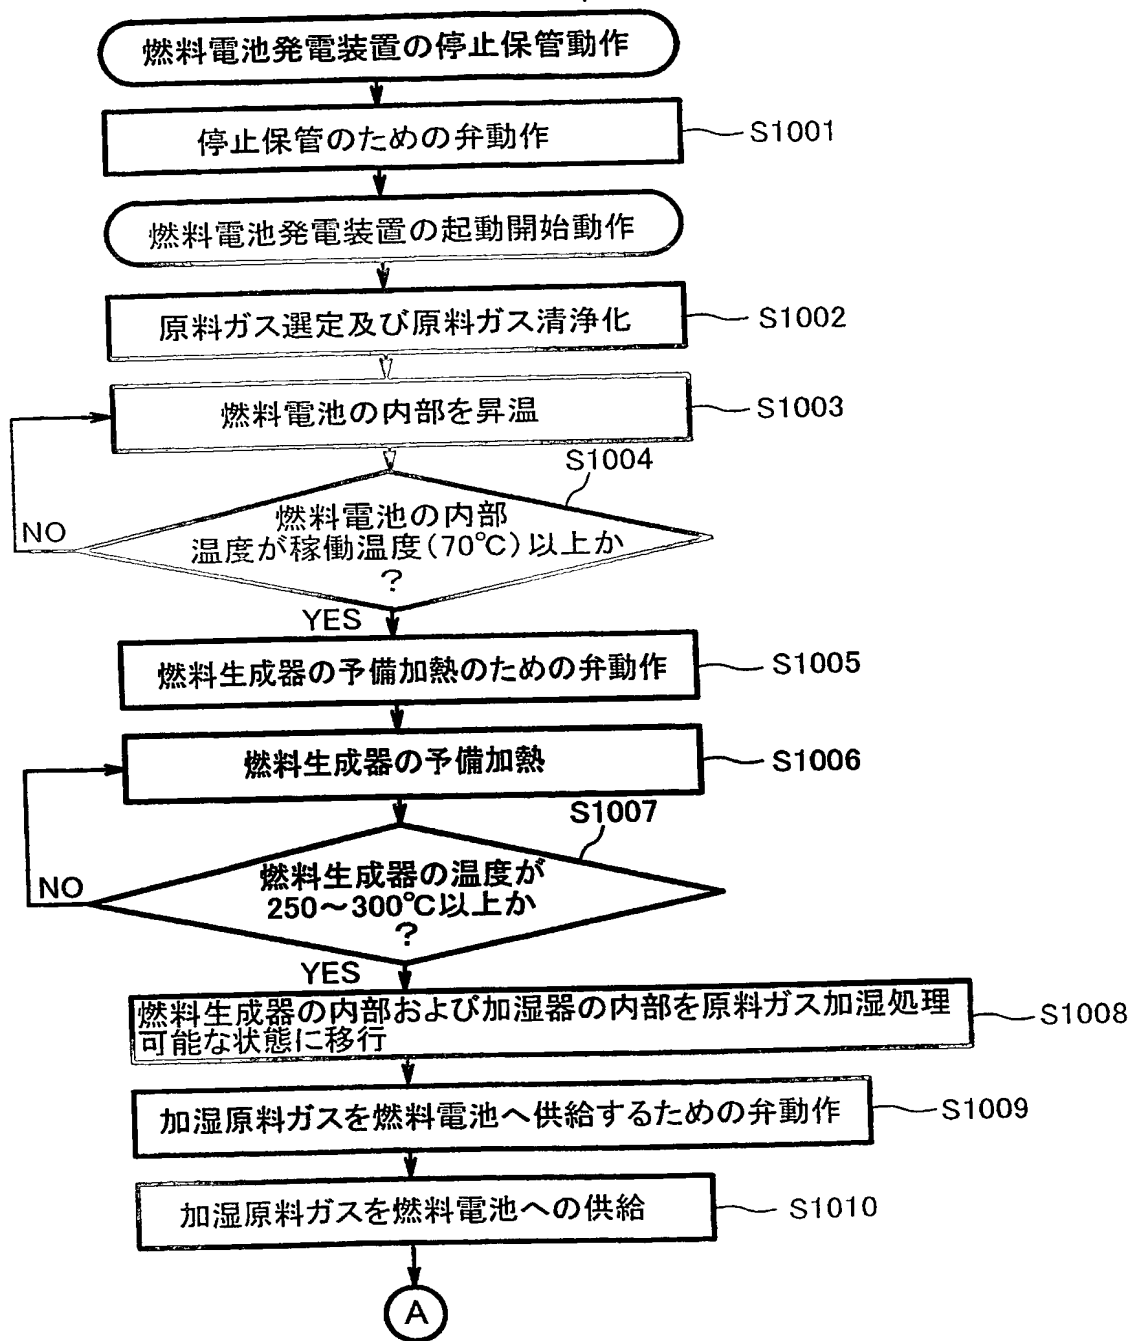 燃料電池発電装置の停止保管動作
停止保管のための弁動作
S1001
燃料電池発電装置の起動開始動作
原料ガス選定及び原料ガス清浄化
S1002
燃料電池の内部を昇温
S1003
S1004
燃料電池の内部
温度が稼働温度(70℃)以上か
?
NO
YES
燃料生成器の予備加熱のための弁動作
S1005
燃料生成器の予備加熱
S1006
S1007
燃料生成器の温度が
250～300℃以上か
?
NO
YES
燃料生成器の内部および加湿器の内部を原料ガス加湿処理
可能な状態に移行
S1008
加湿原料ガスを燃料電池へ供給するための弁動作
S1009
加湿原料ガスを燃料電池への供給
S1010
A